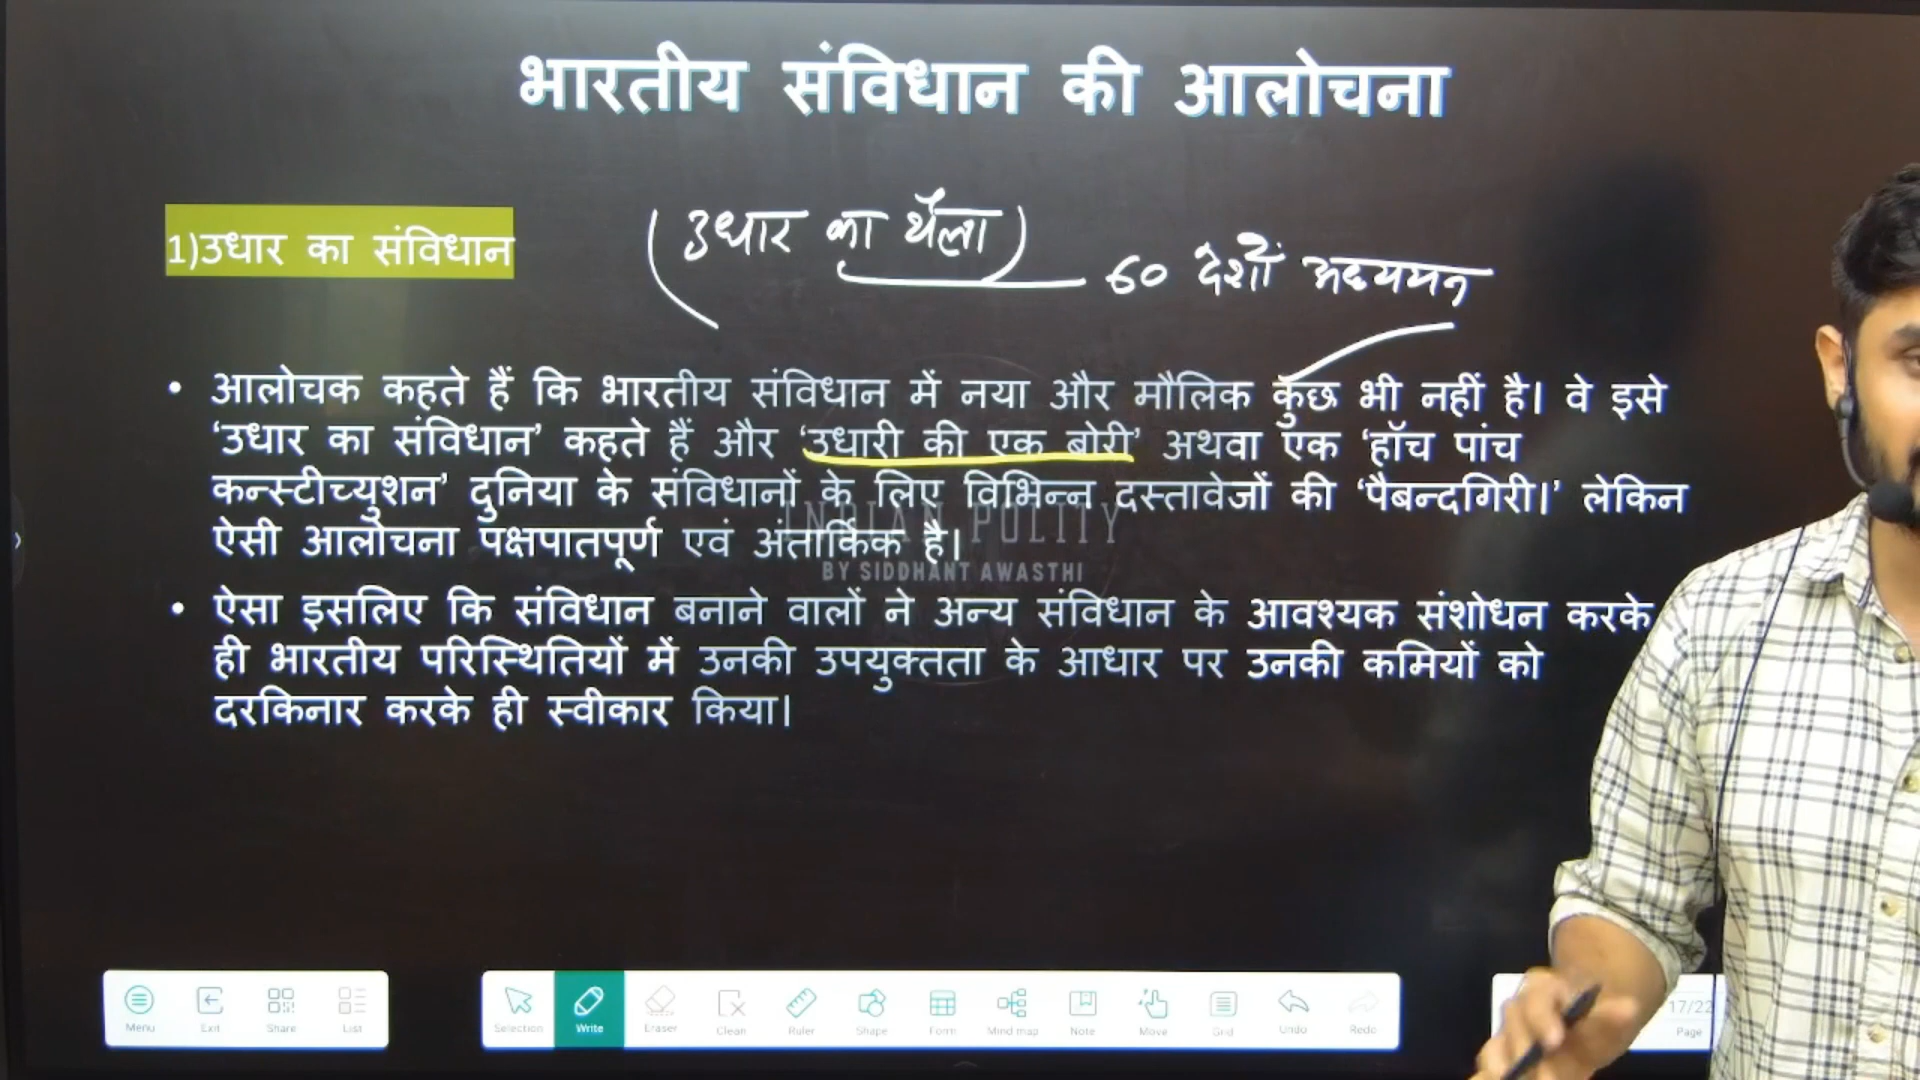 भारतीय संविधान की आलोचना
1)उधार का संविधान
(उधार का थैला)
60 देशों
• आलोचक कहते हैं कि भारतीय संविधान में नया और मौलिक कुछ भी नहीं है। वे इसे
‘उधार का संविधान’ कहते हैं और ‘उधारी की एक बोरी’ अथवा एक ‘हॉच पांच
कन्स्टीच्युशन’ दुनिया के संविधानों के लिए विभिन्न दस्तावेजों की ‘पैबन्दगिरी।’ लेकिन
ऐसी आलोचना पक्षपातपूर्ण एवं अंतार्किक है।
INDIAN POLITY
BY SIDDHANT AWASTHI
• ऐसा इसलिए कि संविधान बनाने वालों ने अन्य संविधान के आवश्यक संशोधन करके
ही भारतीय परिस्थितियों में उनकी उपयुक्तता के आधार पर उनकी कमियों को
दरकिनार करके ही स्वीकार किया।
Menu Exit Share List
Selection Write Eraser Clean Ruler Shape Form Mind map Note Move Grid Undo Redo
17/22
Page